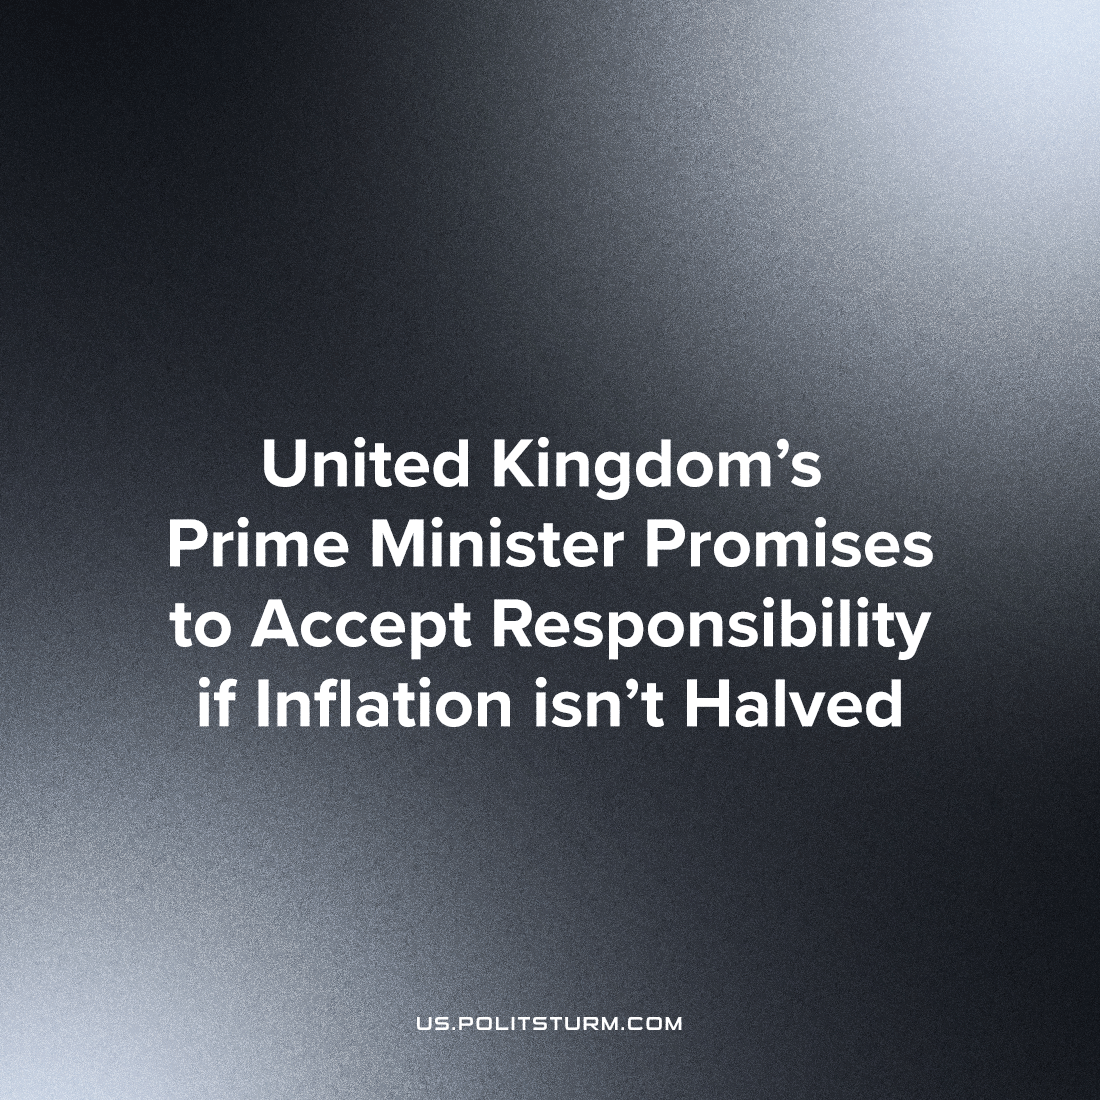 United Kingdom’s
Prime Minister Promises
to Accept Responsibility
if Inflation isn’t Halved
US.POLITSTURM.COM